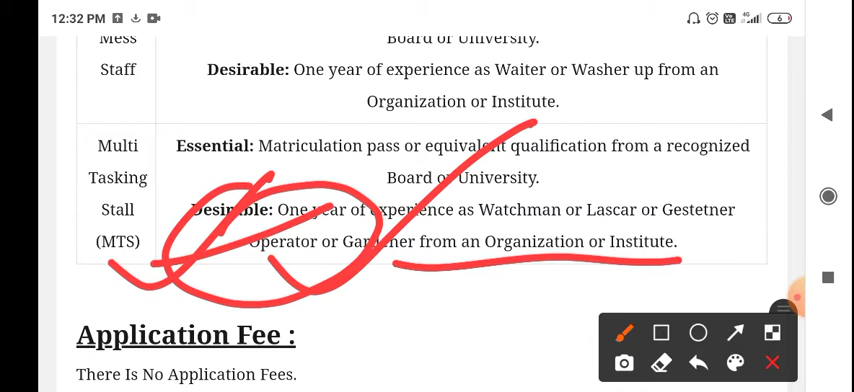 12:32 PM
4G
6
Mess
Board or University.
Staff
Desirable: One year of experience as Waiter or Washer up from an
Organization or Institute.
Multi
Tasking
Stall
(MTS)
Essential: Matriculation pass or equivalent qualification from a recognized
Board or University.
Desirable: One year of experience as Watchman or Lascar or Gestetner
Operator or Gardener from an Organization or Institute.
Application Fee :
There Is No Application Fees.